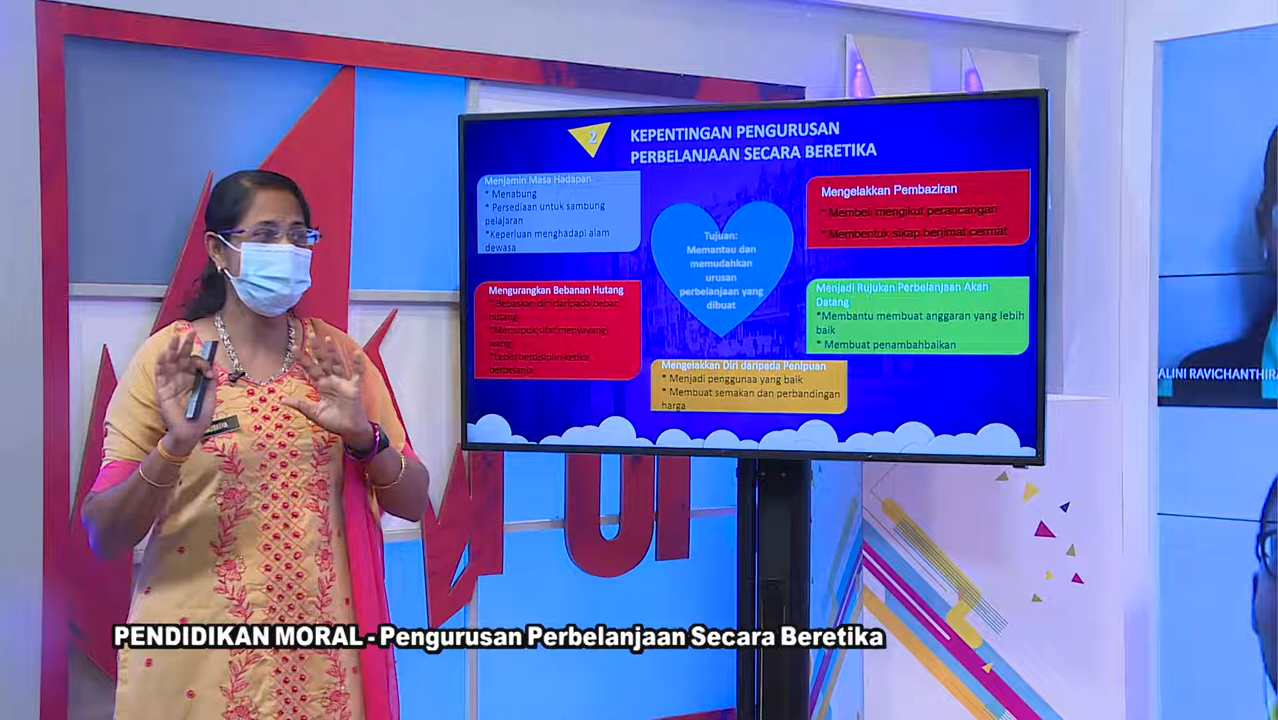 2
KEPENTINGAN PENGURUSAN
PERBELANJAAN SECARA BERETIKA
Menjamin Masa Hadapan
* Menabung
* Persediaan untuk sambung
pelajaran
*Keperluan menghadapi alam
dewasa
Tujuan:
Memantau dan
memudahkan
urusan
perbelanjaan yang
dibuat
Mengelakkan Pembaziran
* Membeli mengikut perancangan
* Membentuk sikap berjimat cermat
Mengurangkan Bebanan Hutang
*Bebaskan diri daripada beban
hutang
*Memupuk sifat menyayangi
wang
*Lebih berdisiplin ketika
berbelanja
Menjadi Rujukan Perbelanjaan Akan
Datang
*Membantu membuat anggaran yang lebih
baik
* Membuat penambahbaikan
Mengelakkan Diri daripada Penipuan
* Menjadi penggunaa yang baik
* Membuat semakan dan perbandingan
harga
ALINI RAVICHANTHIRA
PENDIDIKAN MORAL - Pengurusan Perbelanjaan Secara Beretika